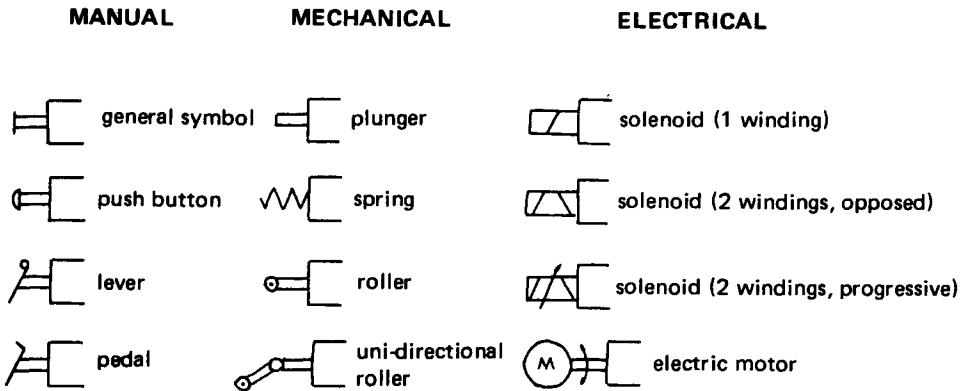 MANUAL MECHANICAL ELECTRICAL
general symbol plunger solenoid (1 winding)
push button spring solenoid (2 windings, opposed)
lever roller solenoid (2 windings, progressive)
pedal uni-directional roller M electric motor